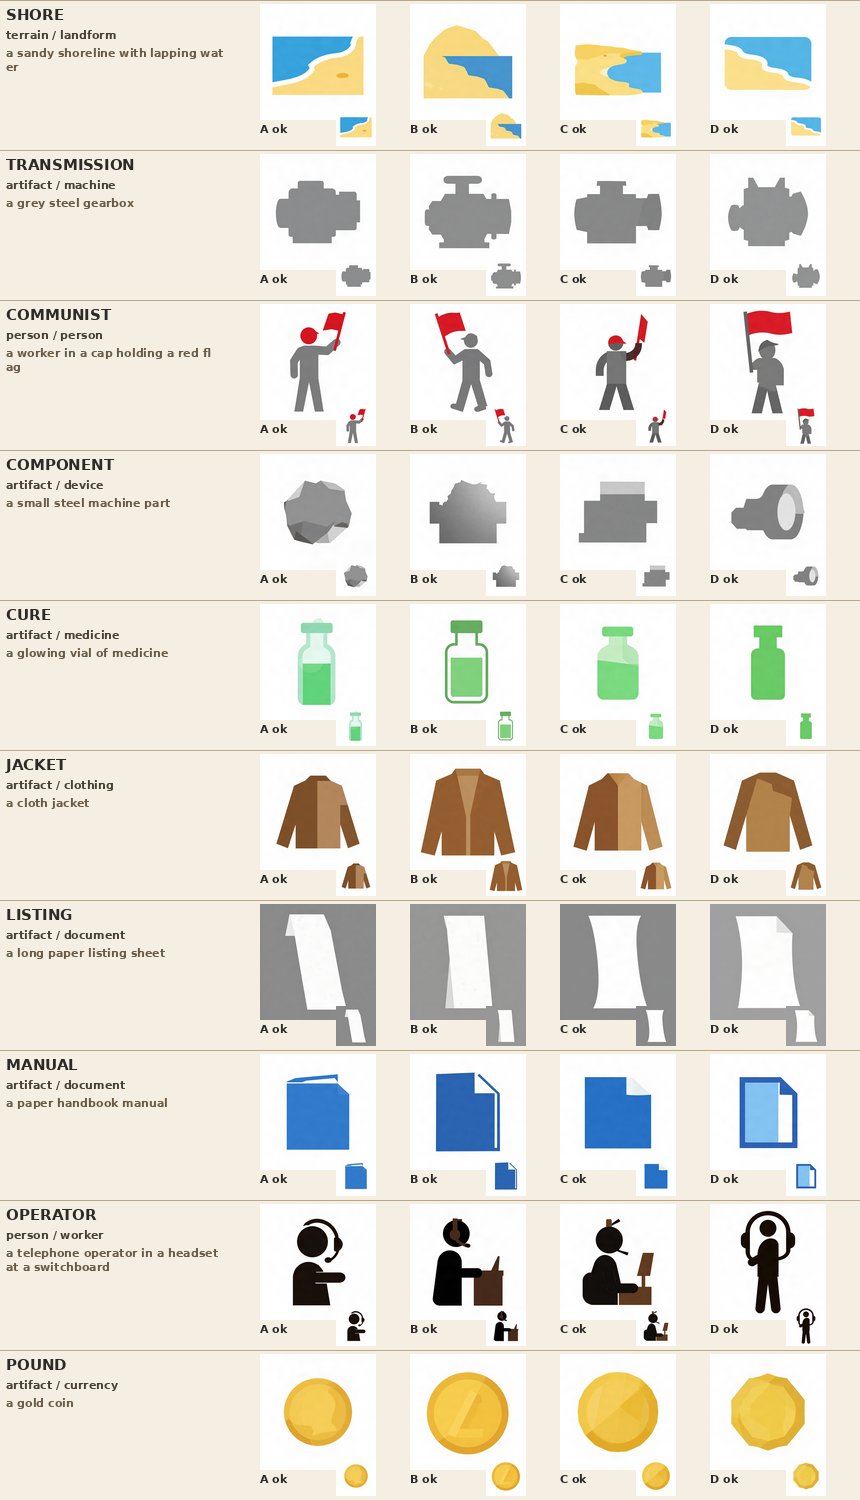 SHORE
terrain / landform
a sandy shoreline with lapping wat
er
A ok
B ok
C ok
D ok
TRANSMISSION
artifact / machine
a grey steel gearbox
A ok
B ok
C ok
D ok
COMMUNIST
person / person
a worker in a cap holding a red fl
ag
A ok
B ok
C ok
D ok
COMPONENT
artifact / device
a small steel machine part
A ok
B ok
C ok
D ok
CURE
artifact / medicine
a glowing vial of medicine
A ok
B ok
C ok
D ok
JACKET
artifact / clothing
a cloth jacket
A ok
B ok
C ok
D ok
LISTING
artifact / document
a long paper listing sheet
A ok
B ok
C ok
D ok
MANUAL
artifact / document
a paper handbook manual
A ok
B ok
C ok
D ok
OPERATOR
person / worker
a telephone operator in a headset
at a switchboard
A ok
B ok
C ok
D ok
POUND
artifact / currency
a gold coin
A ok
B ok
C ok
D ok